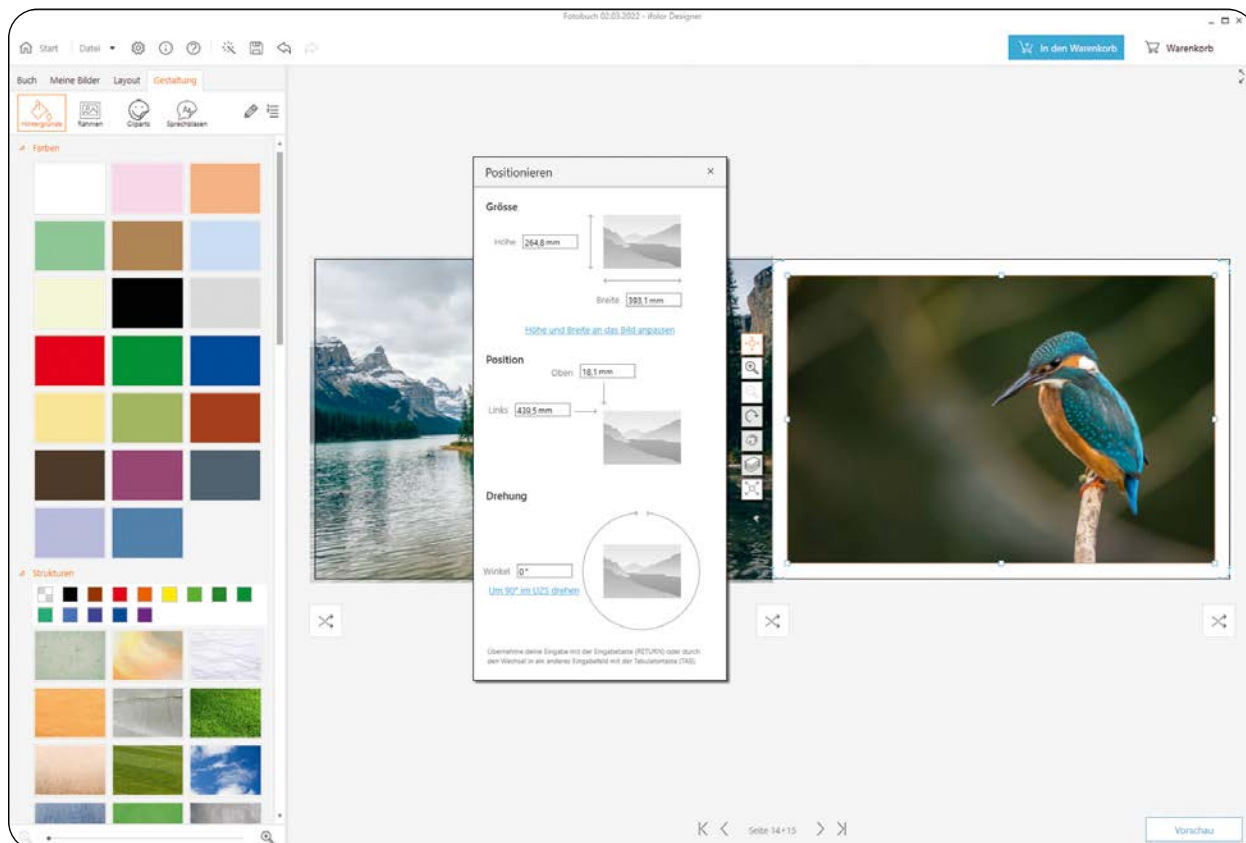 Fotobuch 02.03.2022 - ifolor Designer
Start
Datei
In den Warenkorb
Warenkorb
Buch
Meine Bilder
Layout
Gestaltung
Hintergründe
Rahmen
Cliparts
Sprechblasen
Farben
Strukturen
Positionieren
Grösse
Höhe 264,8 mm
Breite 393,1 mm
Höhe und Breite an das Bild anpassen
Position
Oben 18,1 mm
Links 439,5 mm
Drehung
Winkel 0°
Um 90° im UZS drehen
Übernehme deine Eingabe mit der Eingabetaste (RETURN) oder durch
den Wechsel in ein anderes Eingabefeld mit der Tabulatortaste (TAB).
Seite 14+15
Vorschau